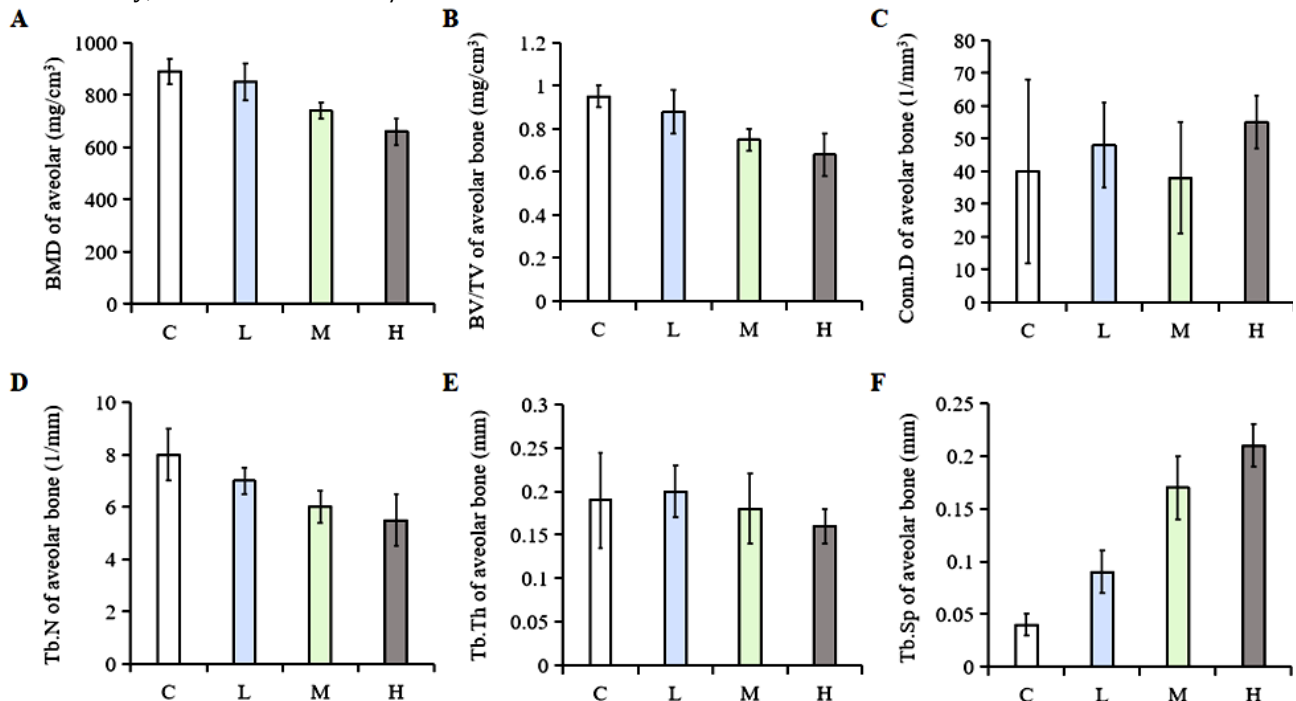 A
BMD of aveolar (mg/cm³)
1000
800
600
400
200
0
C L M H
B
BV/TV of aveolar bone (mg/cm³)
1.2
1
0.8
0.6
0.4
0.2
0
C L M H
C
Conn.D of aveolar bone (1/mm³)
80
70
60
50
40
30
20
10
0
C L M H
D
Tb.N of aveolar bone (1/mm)
10
8
6
4
2
0
C L M H
E
Tb.Th of aveolar bone (mm)
0.3
0.25
0.2
0.15
0.1
0.05
0
C L M H
F
Tb.Sp of aveolar bone (mm)
0.25
0.2
0.15
0.1
0.05
0
C L M H